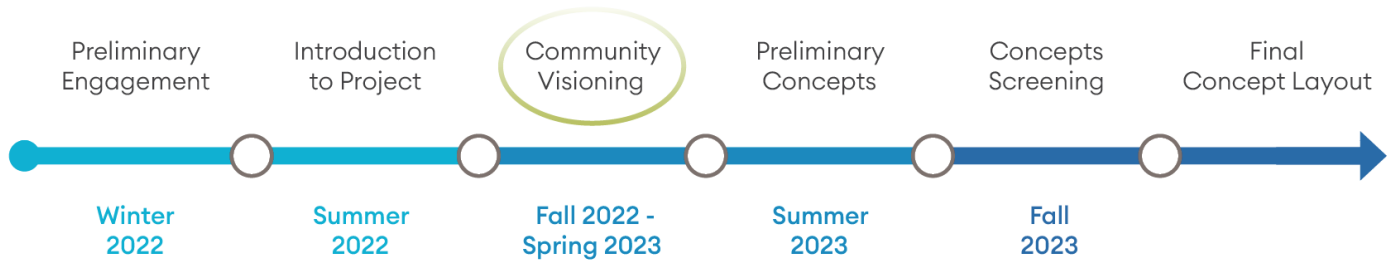 Preliminary
Engagement
Introduction
to Project
Community
Visioning
Preliminary
Concepts
Concepts
Screening
Final
Concept Layout
Winter
2022
Summer
2022
Fall 2022 -
Spring 2023
Summer
2023
Fall
2023